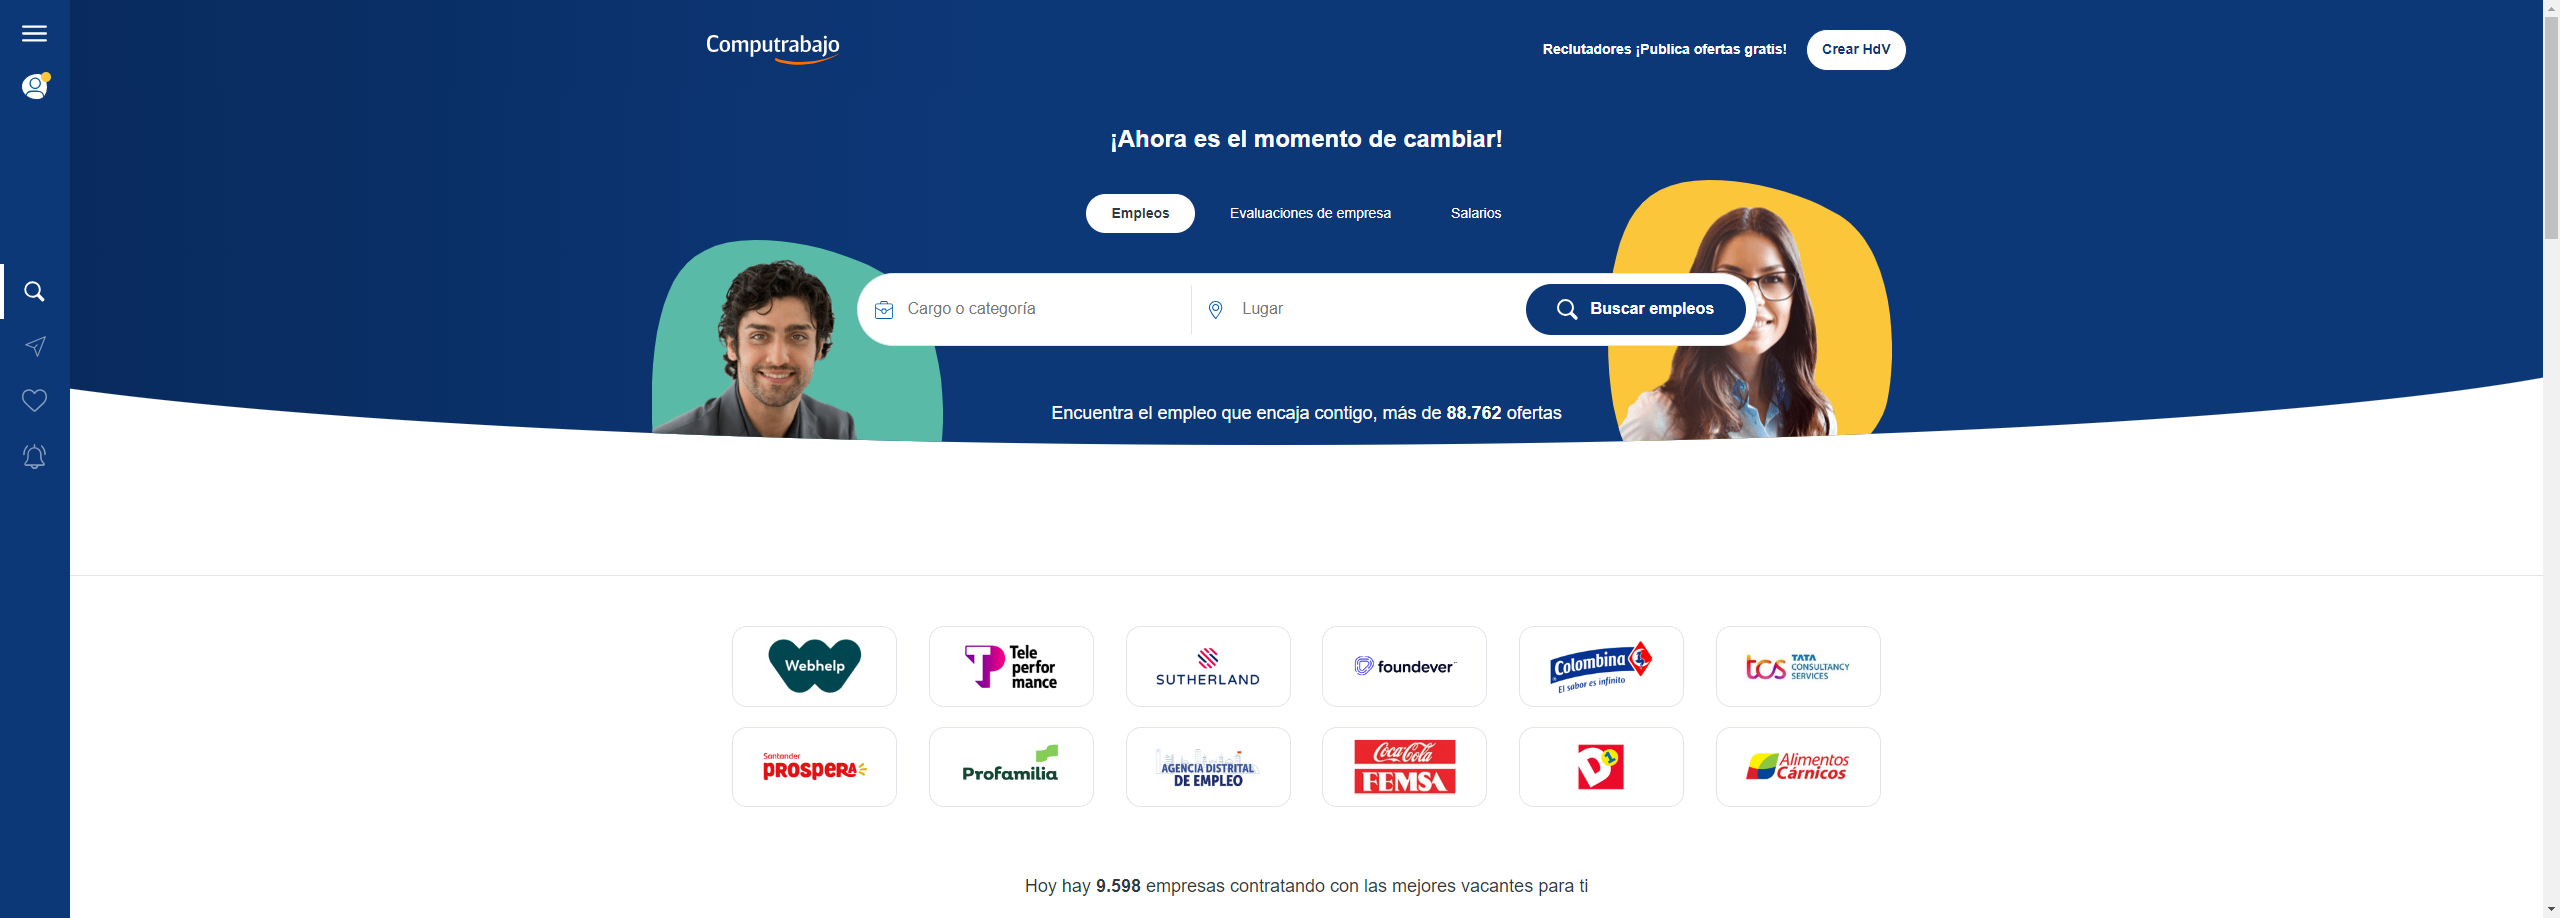 Computrabajo
Reclutadores ¡Publica ofertas gratis!
Crear HdV
¡Ahora es el momento de cambiar!
Empleos
Evaluaciones de empresa
Salarios
Cargo o categoría
Lugar
Buscar empleos
Encuentra el empleo que encaja contigo, más de 88.762 ofertas
Webhelp
Tele
perfor
mance
SUTHERLAND
foundever
Colombina
El sabor es infinito
tcs
TATA
CONSULTANCY
SERVICES
Santander
PROSPERA
Profamilia
AGENCIA DISTRITAL
DE EMPLEO
Coca-Cola
FEMSA
D1
Alimentos
Cárnicos
Hoy hay 9.598 empresas contratando con las mejores vacantes para ti